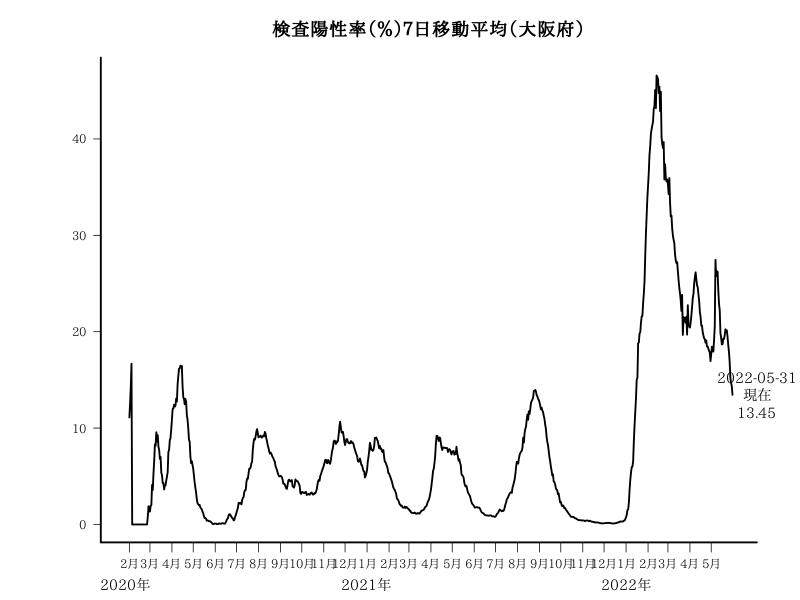 検査陽性率(%)7日移動平均(大阪府)
40
30
20
10
0
2022-05-31
現在
13.45
2月 3月 4月 5月 6月 7月 8月 9月 10月 11月 12月 1月 2月 3月 4月 5月 6月 7月 8月 9月 10月 11月 12月 1月 2月 3月 4月 5月
2020年 2021年 2022年